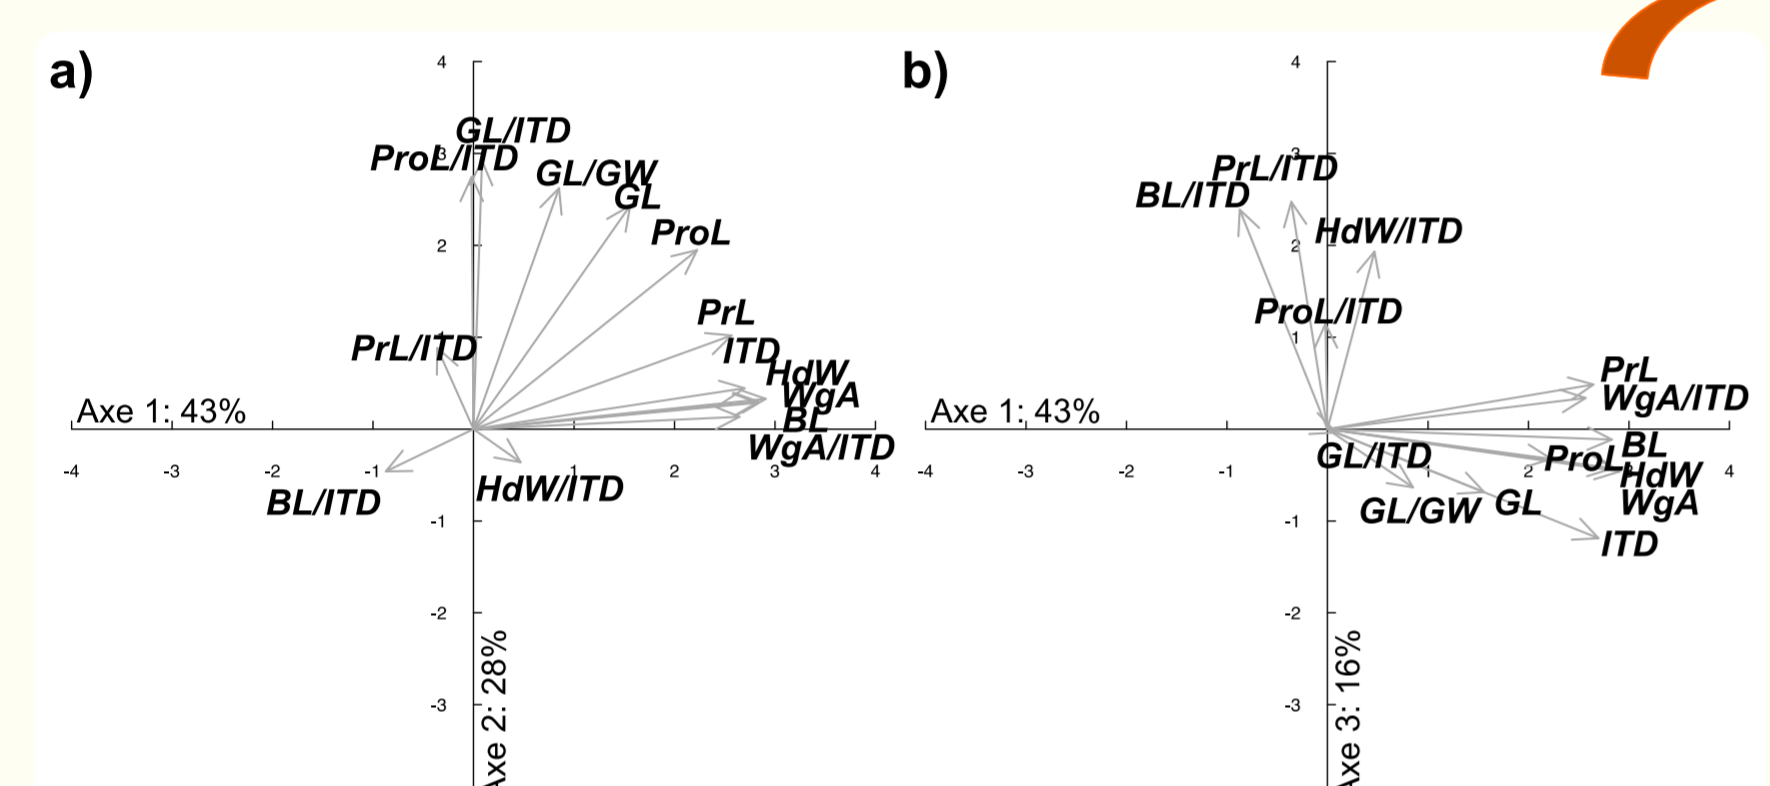 a)
4
GL/ITD
3
ProL/ITD
GL/GW
GL
ProL
2
PrL
1
PrL/ITD
ITD
HdW
WgA
BL
WgA/ITD
Axe 1: 43%
-4 -3 -2 -1 1 2 4
BL/ITD
HdW/ITD
-1
-2
-3
Axe 2: 28%
b)
4
3
PrL/ITD
BL/ITD
HdW/ITD
2
ProL/ITD
1
PrL
WgA/ITD
Axe 1: 43%
BL
GL/ITD
ProL
-4 -3 -2 -1 1 2 3 4
HdW
GL/GW
GL
WgA
ITD
-1
-2
-3
Axe 3: 16%